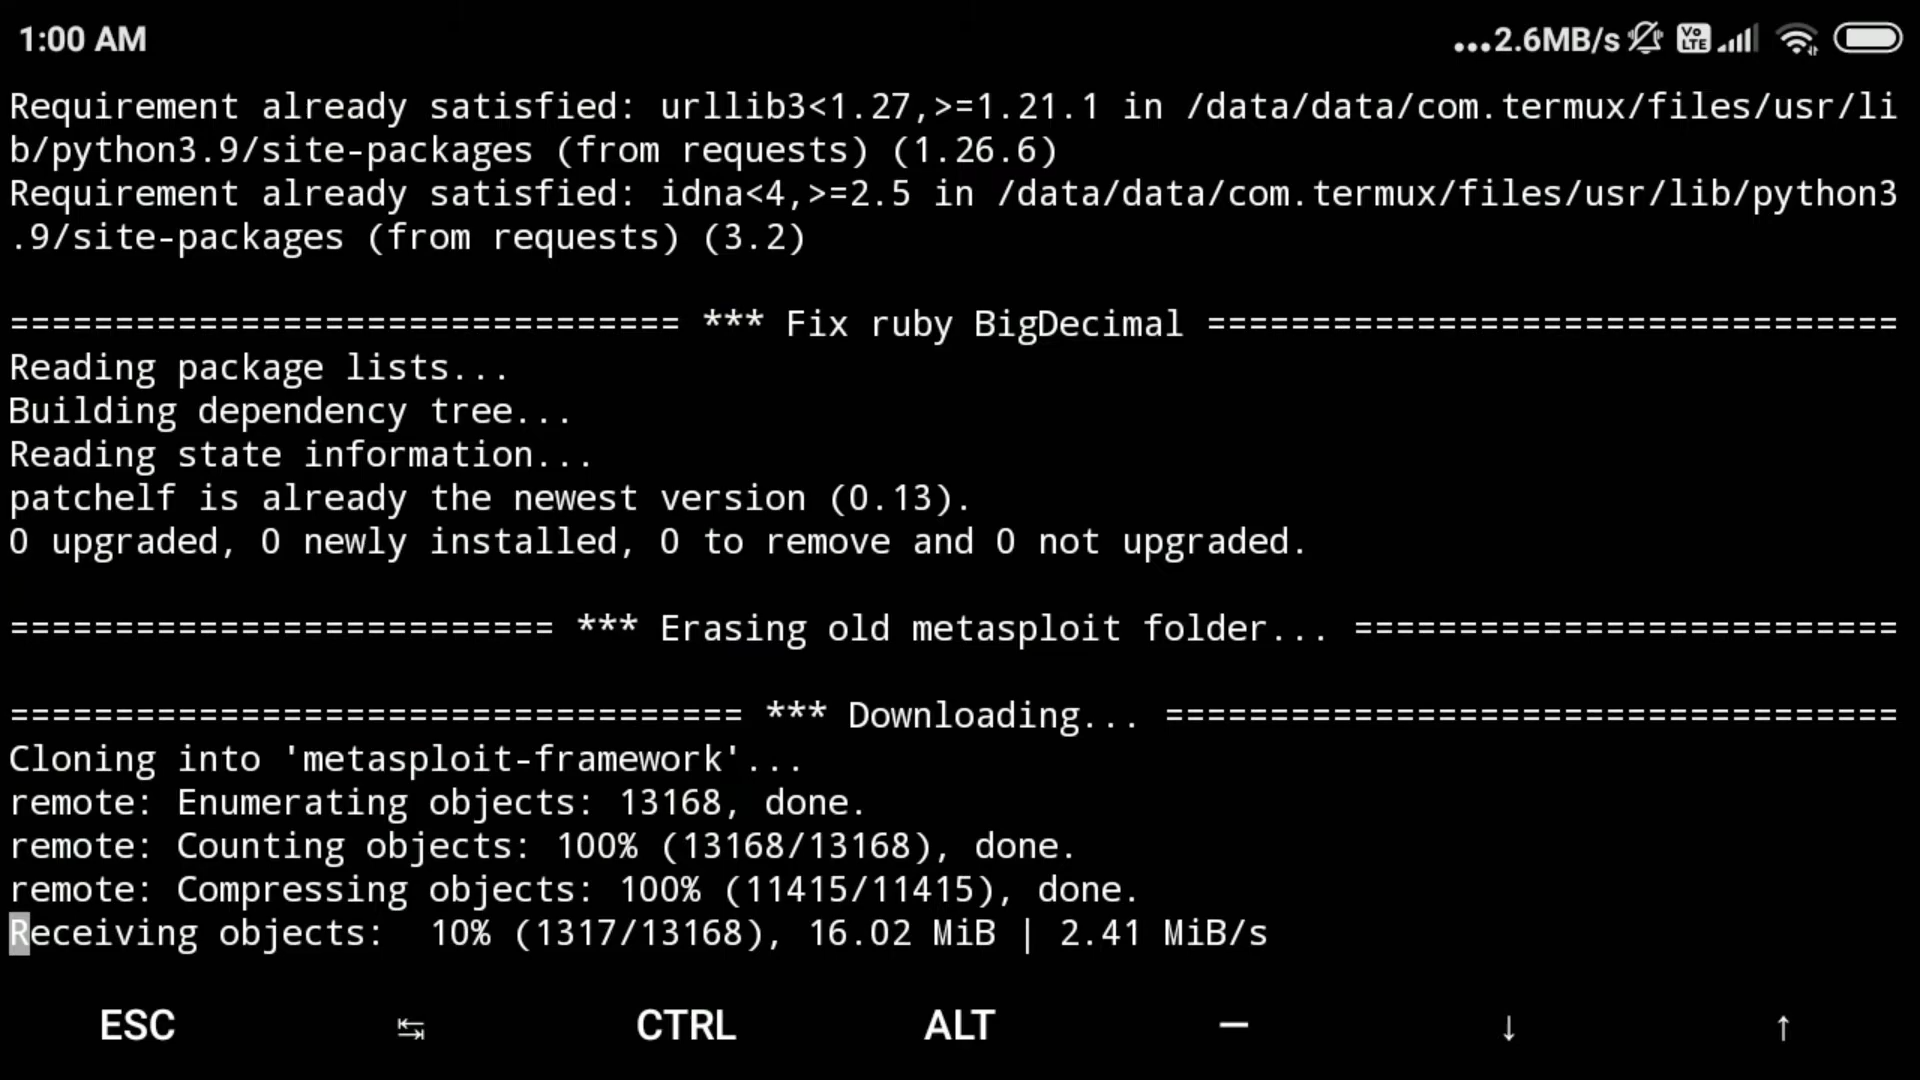 1:00 AM
...2.6MB/s Vo LTE
Requirement already satisfied: urllib3<1.27,>=1.21.1 in /data/data/com.termux/files/usr/li
b/python3.9/site-packages (from requests) (1.26.6)
Requirement already satisfied: idna<4,>=2.5 in /data/data/com.termux/files/usr/lib/python3
.9/site-packages (from requests) (3.2)
================================ *** Fix ruby BigDecimal =================================
Reading package lists...
Building dependency tree...
Reading state information...
patchelf is already the newest version (0.13).
0 upgraded, 0 newly installed, 0 to remove and 0 not upgraded.
========================== *** Erasing old metasploit folder... ==========================
=================================== *** Downloading... ===================================
Cloning into 'metasploit-framework'...
remote: Enumerating objects: 13168, done.
remote: Counting objects: 100% (13168/13168), done.
remote: Compressing objects: 100% (11415/11415), done.
Receiving objects:  10% (1317/13168), 16.02 MiB | 2.41 MiB/s
ESC ↹ CTRL ALT — ↓ ↑